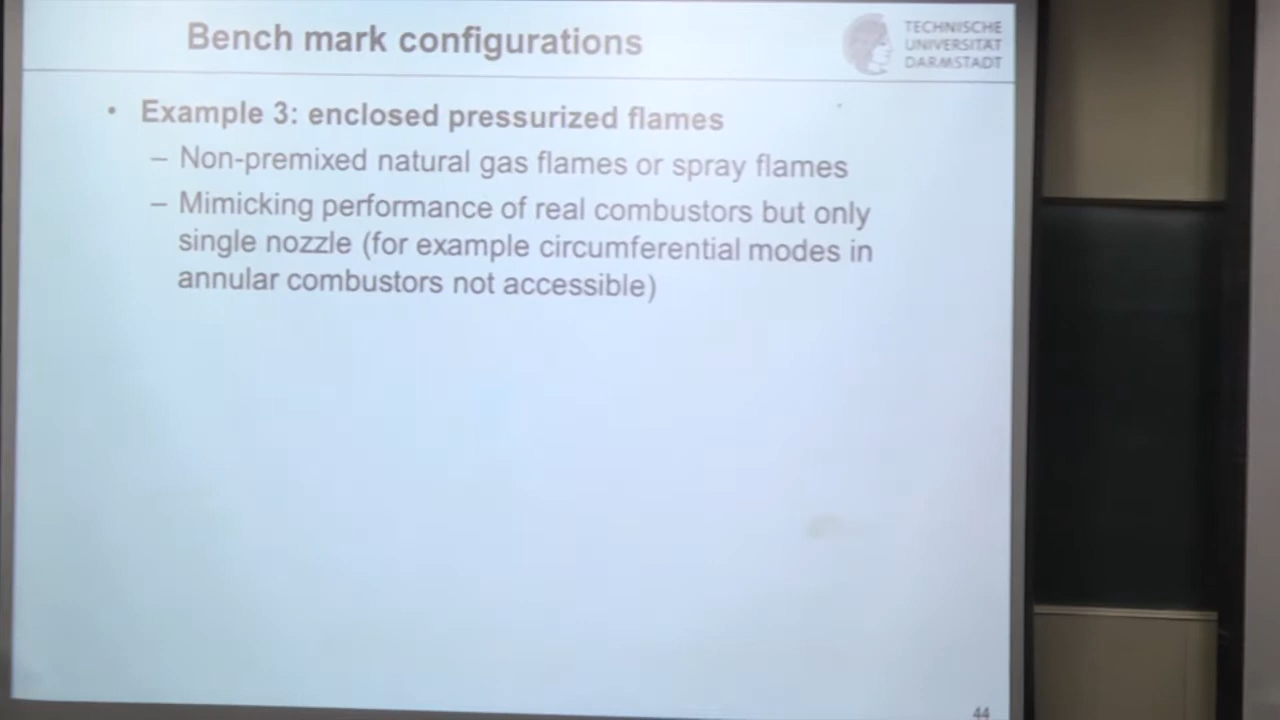 Bench mark configurations
TECHNISCHE
UNIVERSITÄT
DARMSTADT
• Example 3: enclosed pressurized flames
– Non-premixed natural gas flames or spray flames
– Mimicking performance of real combustors but only
single nozzle (for example circumferential modes in
annular combustors not accessible)
44